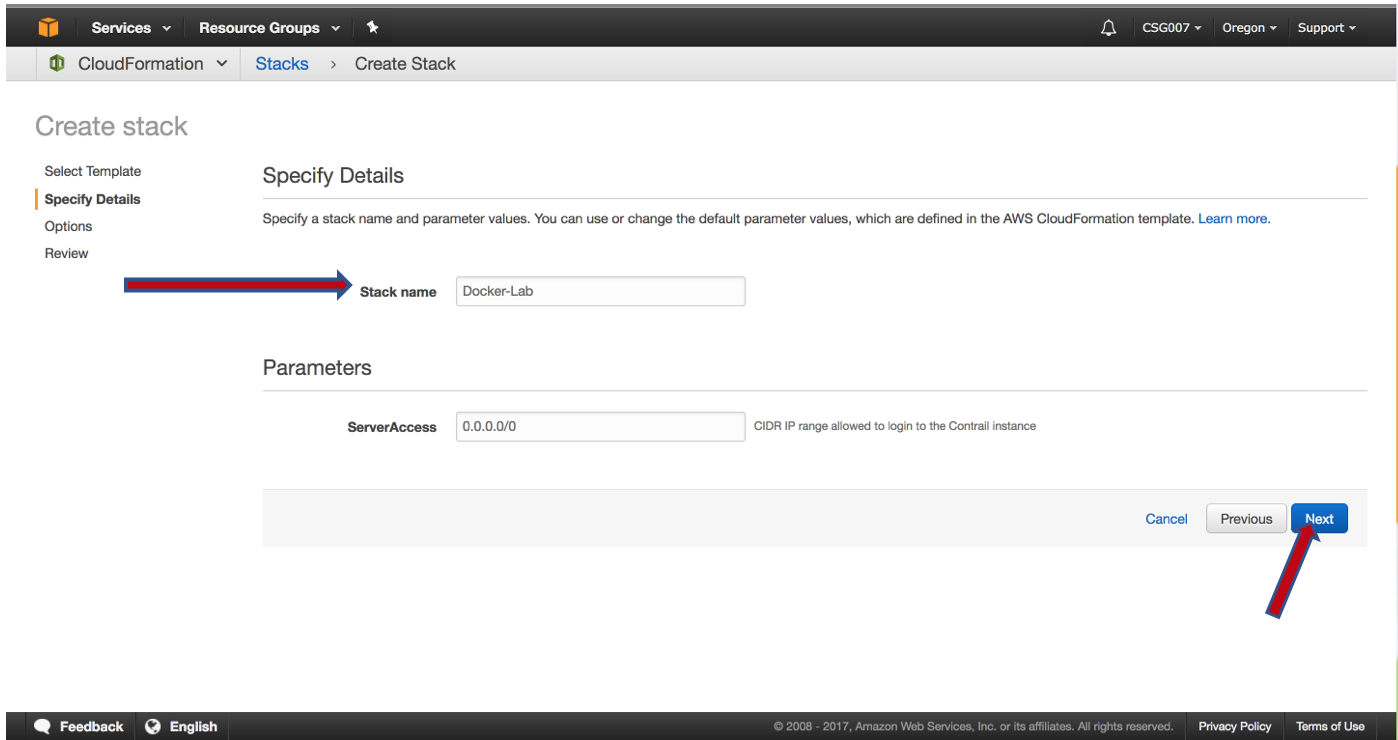 Services Resource Groups CSG007 Oregon Support
CloudFormation Stacks › Create Stack
Create stack
Select Template
Specify Details
Options
Review
Specify Details
Specify a stack name and parameter values. You can use or change the default parameter values, which are defined in the AWS CloudFormation template. Learn more.
Stack name Docker-Lab
Parameters
ServerAccess 0.0.0.0/0 CIDR IP range allowed to login to the Contrail instance
Cancel Previous Next
Feedback English © 2008 - 2017, Amazon Web Services, Inc. or its affiliates. All rights reserved. Privacy Policy Terms of Use